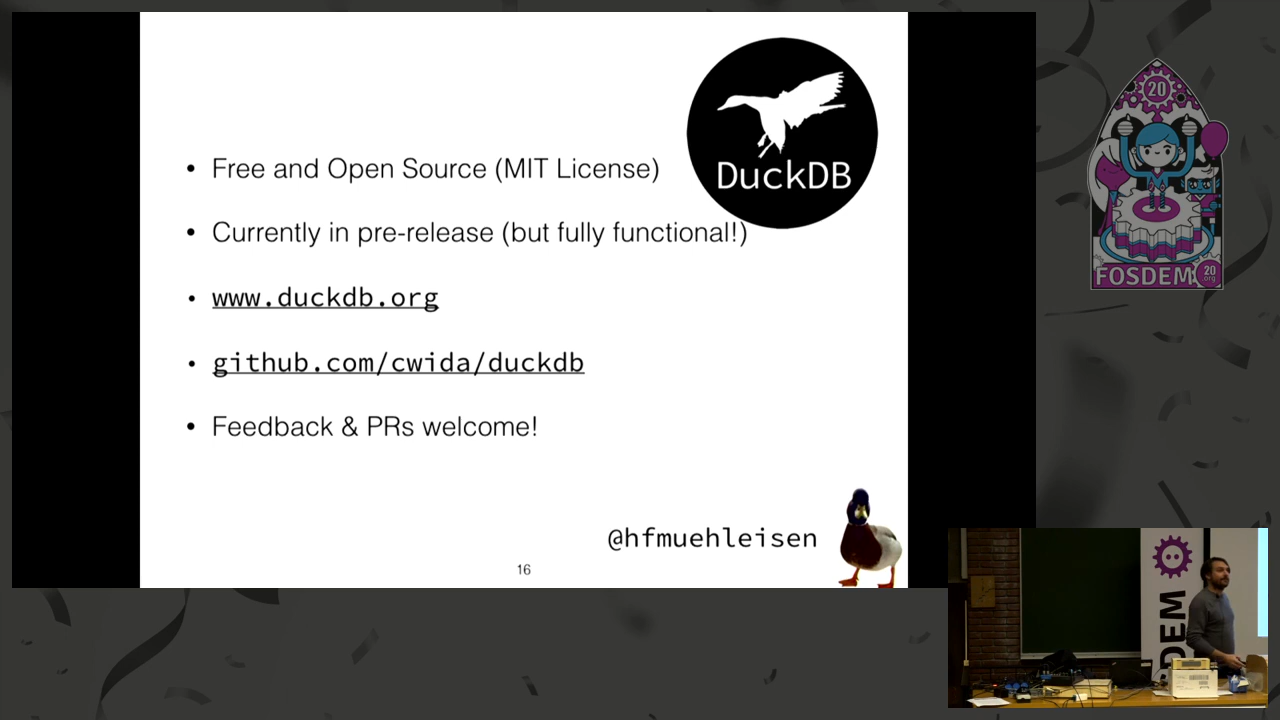 DuckDB
• Free and Open Source (MIT License)
• Currently in pre-release (but fully functional!)
• www.duckdb.org
• github.com/cwida/duckdb
• Feedback & PRs welcome!
@hfmuehleisen
16
20
FOSDEM 20
.org
DEM